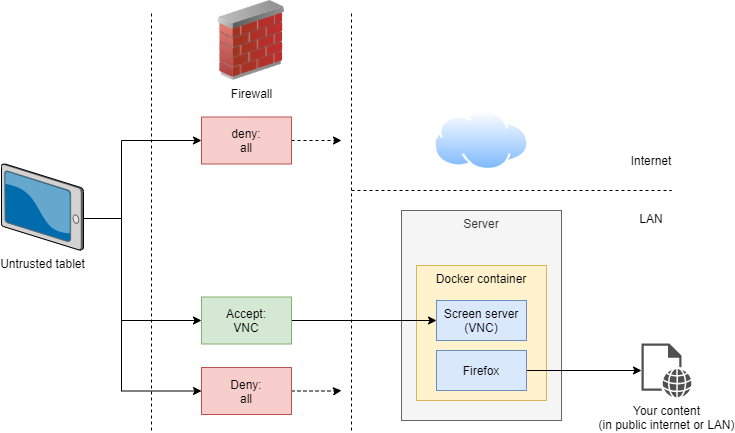 Firewall
deny:
all
Internet
LAN
Server
Untrusted tablet
Docker container
Accept:
VNC
Screen server
(VNC)
Deny:
all
Firefox
Your content
(in public internet or LAN)